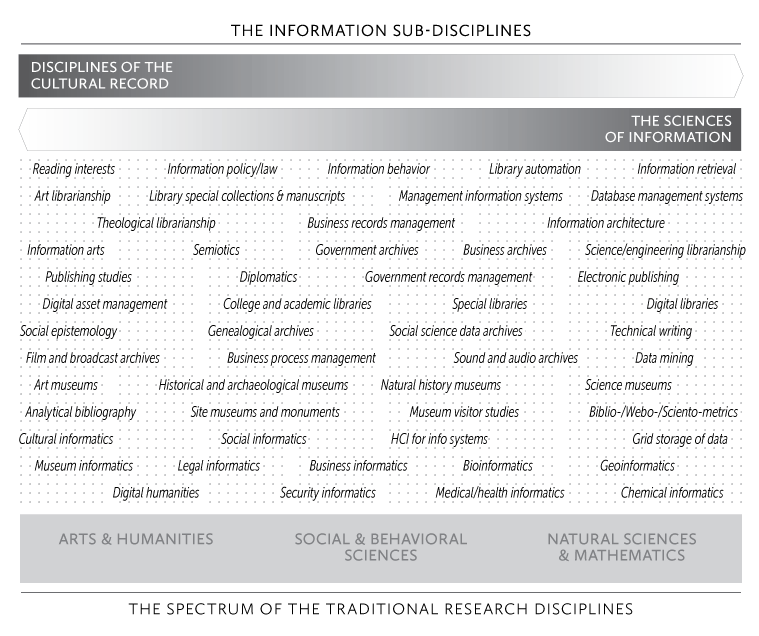 THE INFORMATION SUB-DISCIPLINES
DISCIPLINES OF THE
CULTURAL RECORD
THE SCIENCES
OF INFORMATION
Reading interests Information policy/law Information behavior Library automation Information retrieval
Art librarianship Library special collections & manuscripts Management information systems Database management systems
Theological librarianship Business records management Information architecture
Information arts Semiotics Government archives Business archives Science/engineering librarianship
Publishing studies Diplomatics Government records management Electronic publishing
Digital asset management College and academic libraries Special libraries Digital libraries
Social epistemology Genealogical archives Social science data archives Technical writing
Film and broadcast archives Business process management Sound and audio archives Data mining
Art museums Historical and archaeological museums Natural history museums Science museums
Analytical bibliography Site museums and monuments Museum visitor studies Biblio-/Webo-/Sciento-metrics
Cultural informatics Social informatics HCI for info systems Grid storage of data
Museum informatics Legal informatics Business informatics Bioinformatics Geoinformatics
Digital humanities Security informatics Medical/health informatics Chemical informatics
ARTS & HUMANITIES SOCIAL & BEHAVIORAL NATURAL SCIENCES
SCIENCES & MATHEMATICS
THE SPECTRUM OF THE TRADITIONAL RESEARCH DISCIPLINES